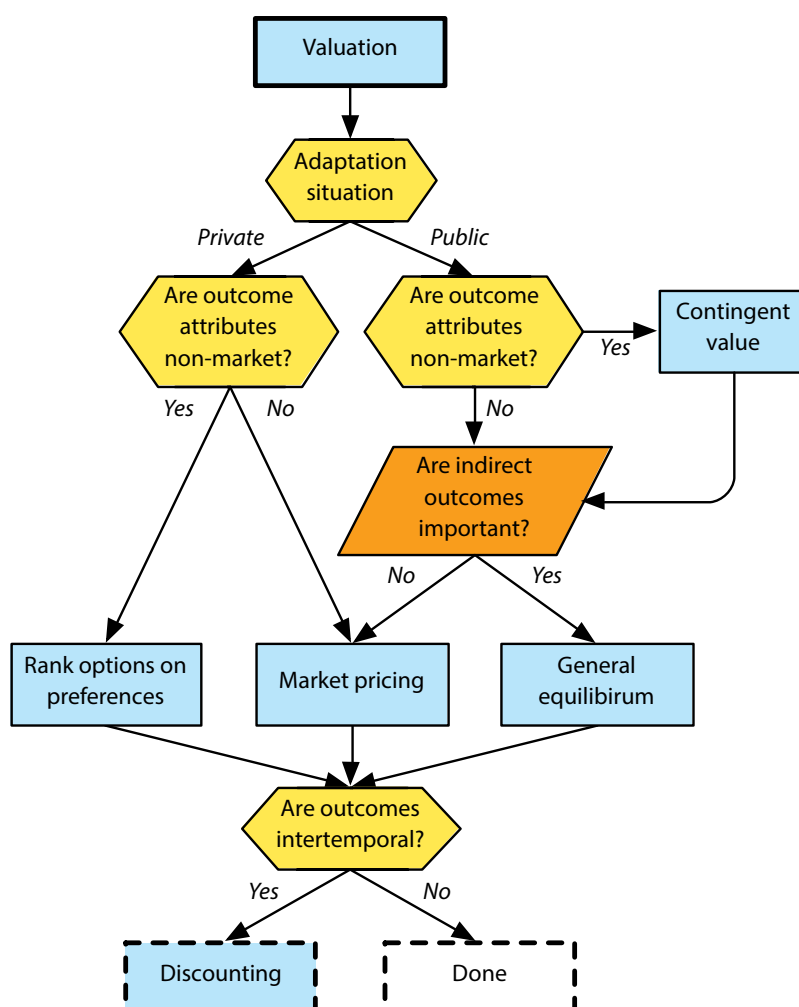 Valuation
Adaptation
situation
Private
Public
Are outcome
attributes
non-market?
Are outcome
attributes
non-market?
Yes
Contingent
value
Yes
No
No
Are indirect
outcomes
important?
No
Yes
Rank options on
preferences
Market pricing
General
equilibirum
Are outcomes
intertemporal?
Yes
No
Discounting
Done